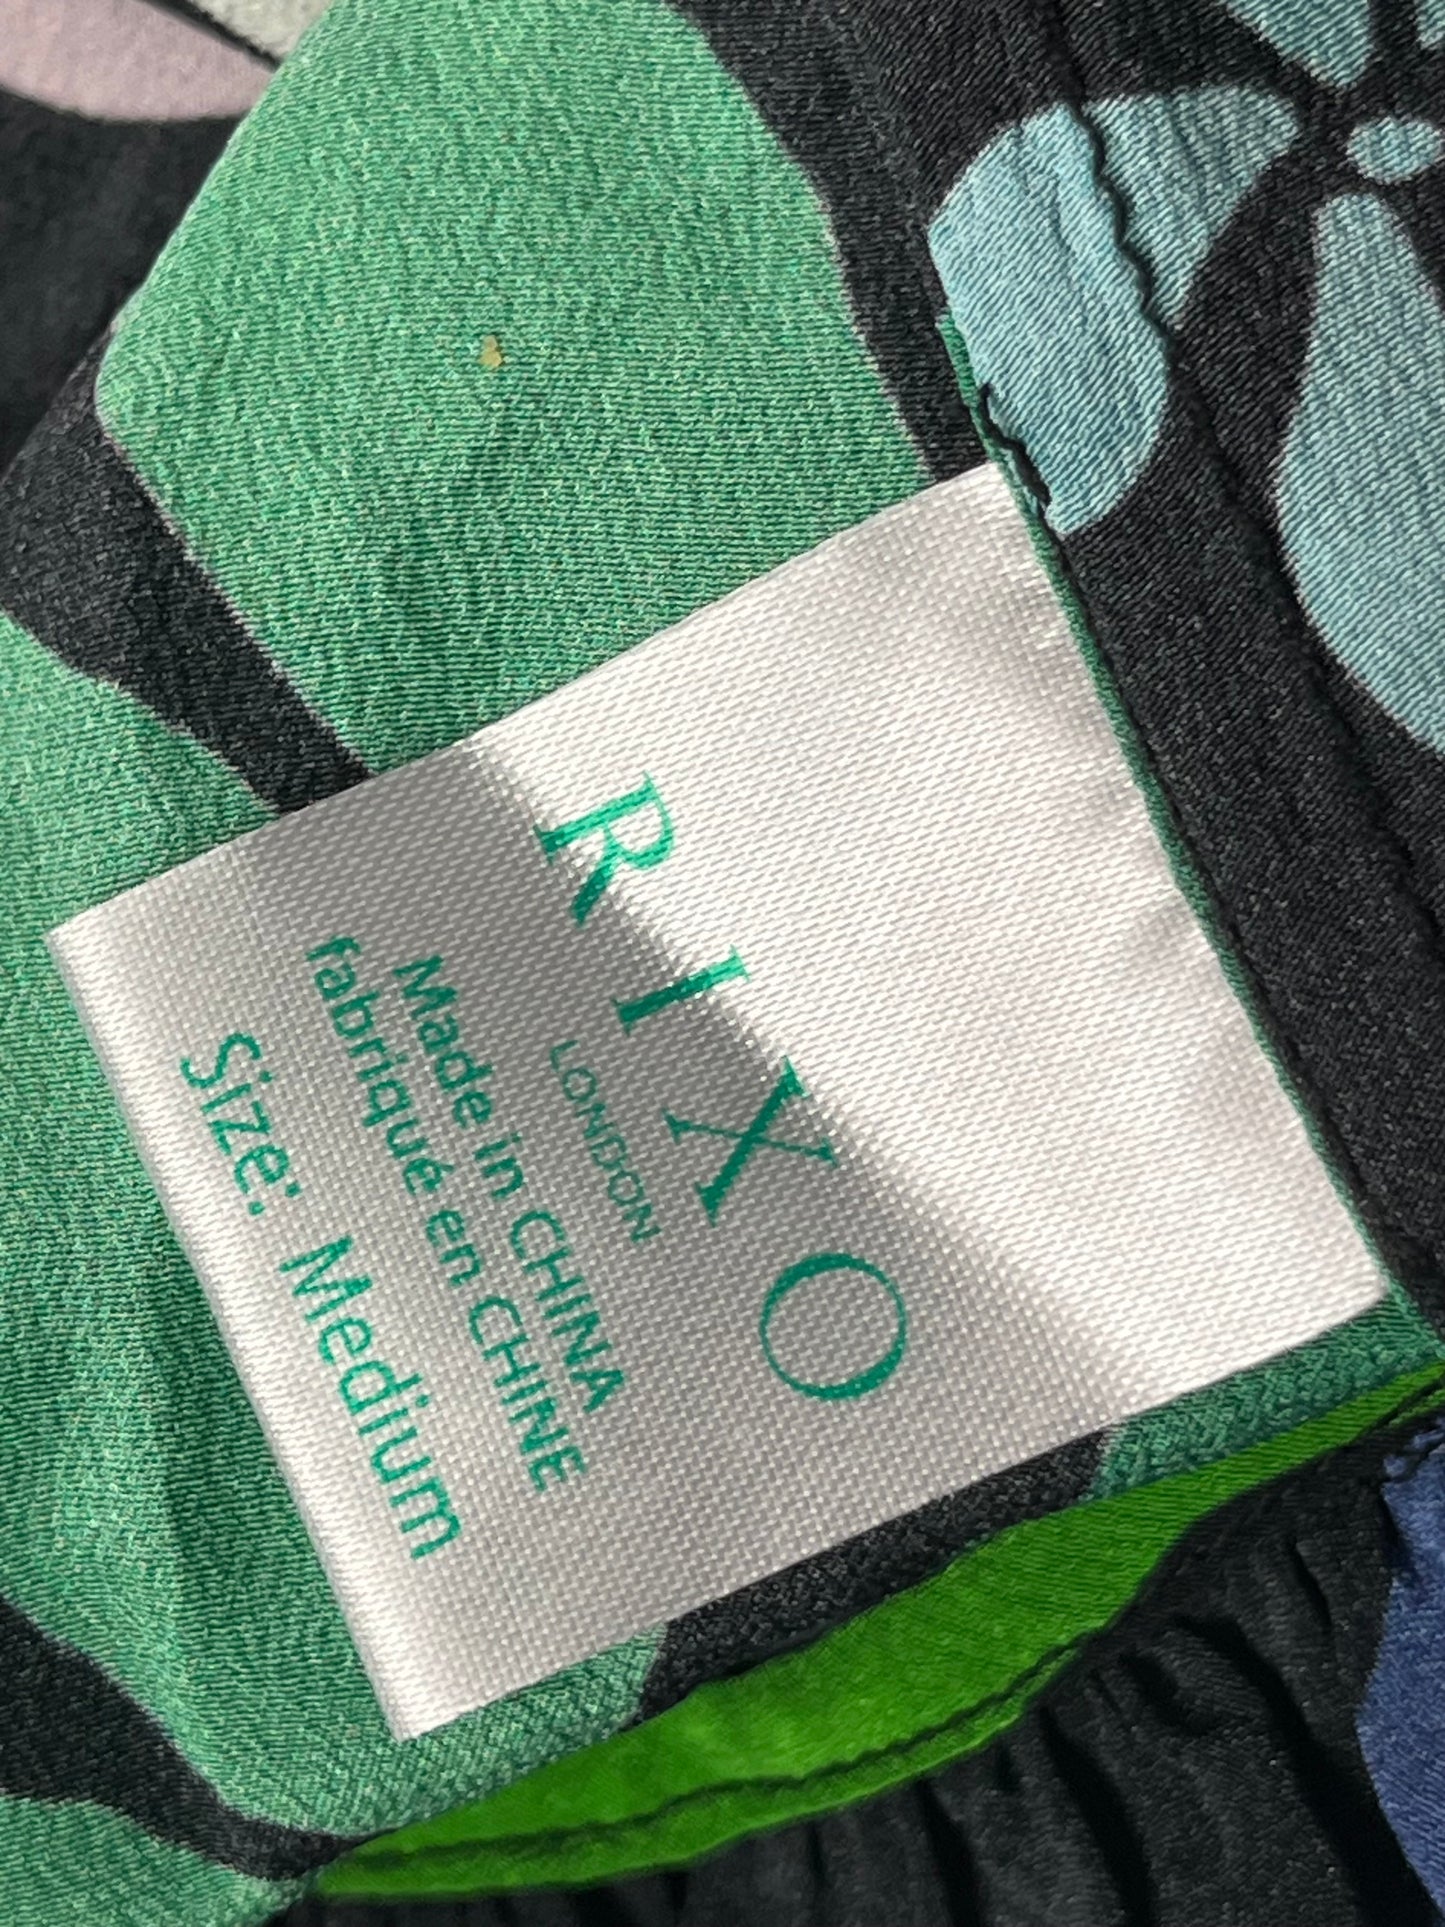 RIXO
LONDON
Made in CHINA
fabriqué en CHINE
Size: Medium